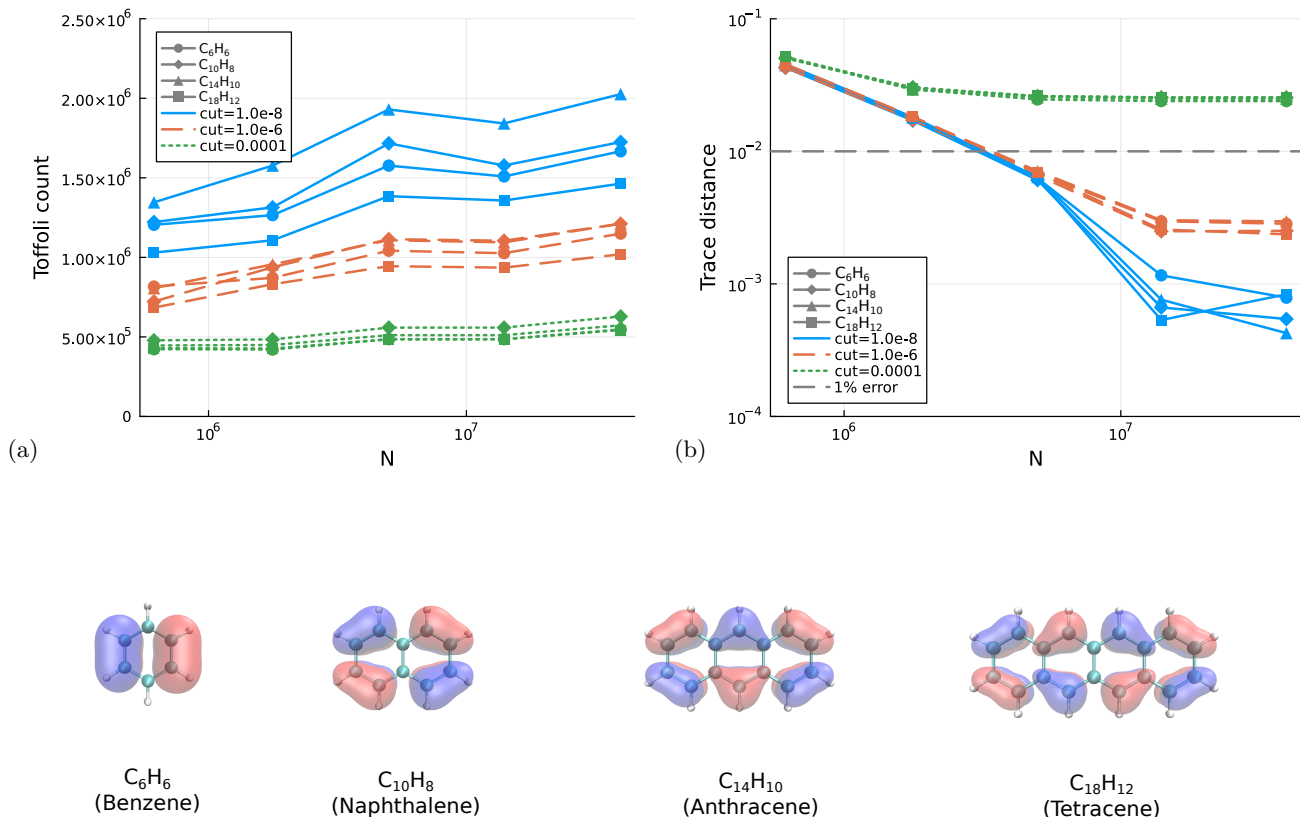 2.50×10⁶
2.00×10⁶
1.50×10⁶
1.00×10⁶
5.00×10⁵
0
Toffoli count
C₆H₆
C₁₀H₈
C₁₄H₁₀
C₁₈H₁₂
cut=1.0e-8
cut=1.0e-6
cut=0.0001
10⁶
10⁷
N
(a)
10⁻¹
10⁻²
10⁻³
10⁻⁴
Trace distance
C₆H₆
C₁₀H₈
C₁₄H₁₀
C₁₈H₁₂
cut=1.0e-8
cut=1.0e-6
cut=0.0001
1% error
10⁶
10⁷
N
(b)
C₆H₆
(Benzene)
C₁₀H₈
(Naphthalene)
C₁₄H₁₀
(Anthracene)
C₁₈H₁₂
(Tetracene)